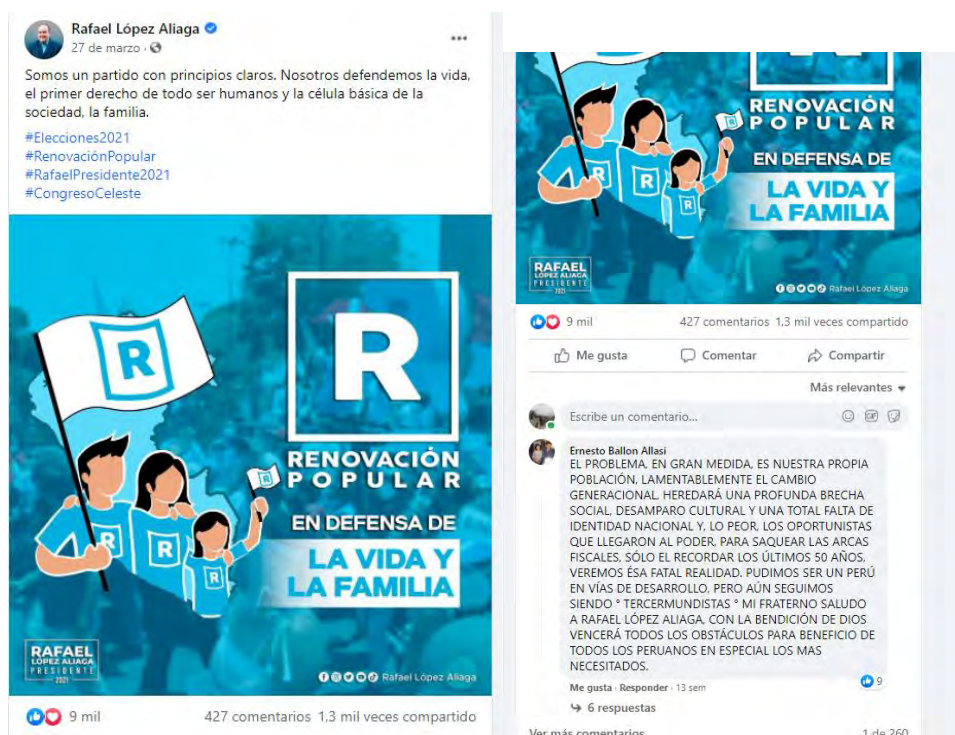 Rafael López Aliaga
27 de marzo ·
Somos un partido con principios claros. Nosotros defendemos la vida,
el primer derecho de todo ser humanos y la célula básica de la
sociedad, la familia.
#Elecciones2021
#RenovaciónPopular
#RafaelPresidente2021
#CongresoCeleste
R
R
RENOVACIÓN
POPULAR
EN DEFENSA DE
LA VIDA Y
LA FAMILIA
R
R
R
RAFAEL
LÓPEZ ALIAGA
PRESIDENTE
2021
Rafael López Aliaga
9 mil
427 comentarios 1,3 mil veces compartido
R
RENOVACIÓN
POPULAR
R
EN DEFENSA DE
LA VIDA Y
LA FAMILIA
R
R
R
RAFAEL
LÓPEZ ALIAGA
PRESIDENTE
2021
Rafael López Aliaga
9 mil
427 comentarios 1,3 mil veces compartido
Me gusta
Comentar
Compartir
Más relevantes
Escribe un comentario...
GIF
Ernesto Ballon Allasi
EL PROBLEMA, EN GRAN MEDIDA, ES NUESTRA PROPIA
POBLACIÓN, LAMENTABLEMENTE EL CAMBIO
GENERACIONAL. HEREDARÁ UNA PROFUNDA BRECHA
SOCIAL, DESAMPARO CULTURAL Y UNA TOTAL FALTA DE
IDENTIDAD NACIONAL Y, LO PEOR, LOS OPORTUNISTAS
QUE LLEGARON AL PODER, PARA SAQUEAR LAS ARCAS
FISCALES, SÓLO EL RECORDAR LOS ÚLTIMOS 50 AÑOS,
VEREMOS ÉSA FATAL REALIDAD. PUDIMOS SER UN PERÚ
EN VÍAS DE DESARROLLO, PERO AÚN SEGUIMOS
SIENDO ° TERCERMUNDISTAS ° MI FRATERNO SALUDO
A RAFAEL LÓPEZ ALIAGA, CON LA BENDICIÓN DE DIOS
VENCERÁ TODOS LOS OBSTÁCULOS PARA BENEFICIO DE
TODOS LOS PERUANOS EN ESPECIAL LOS MAS
NECESITADOS.
9
Me gusta · Responder · 13 sem
6 respuestas
Ver más comentarios
1 de 260